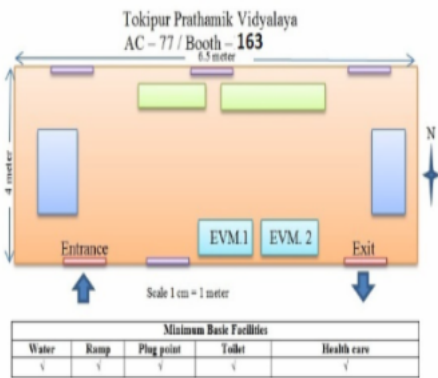 Tokipur Prathamik Vidyalaya
AC – 77 / Booth – 163
6.5 meter
4 meter
N
EVM.1 EVM. 2
Entrance Exit
Scale 1 cm = 1 meter
Minimum Basic Facilities
Water Ramp Plug point Toilet Health care
√ √ √ √ √